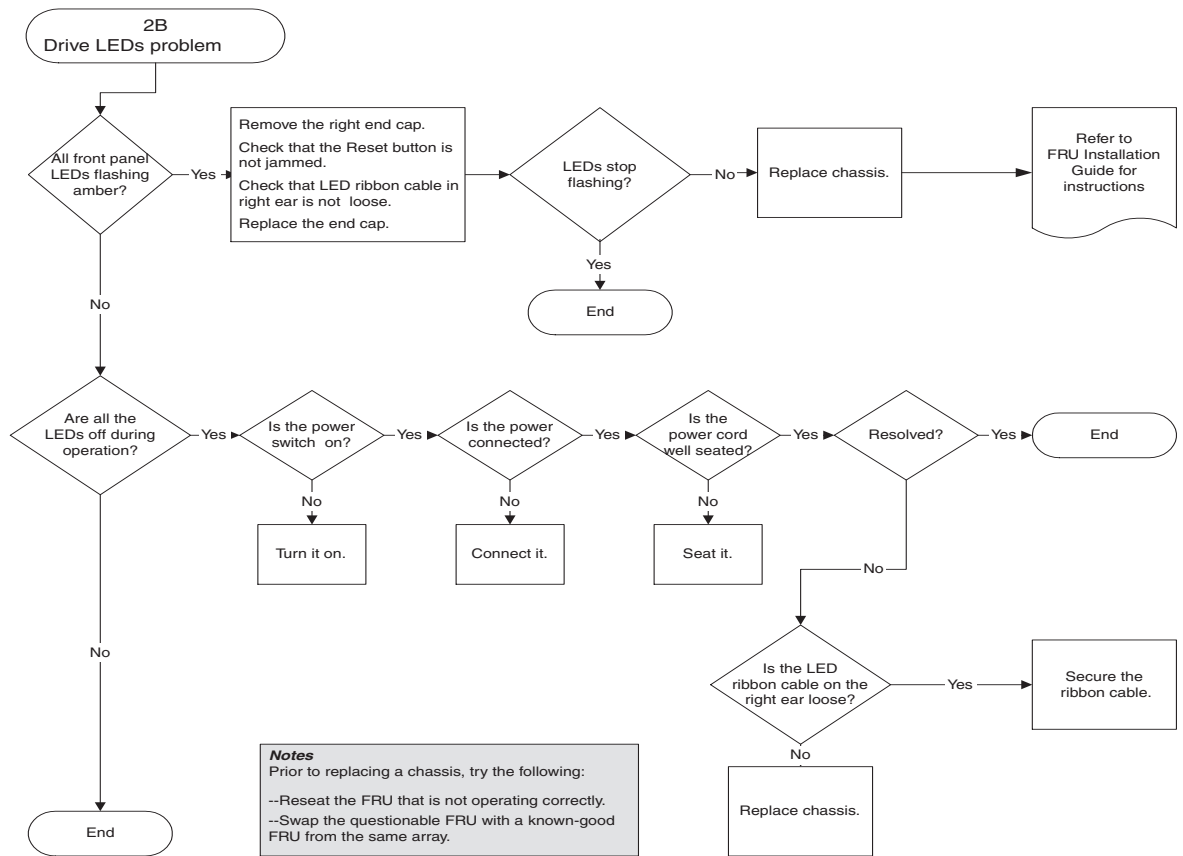 2B
Drive LEDs problem
All front panel
LEDs flashing
amber?
Yes
Remove the right end cap.
Check that the Reset button is
not jammed.
Check that LED ribbon cable in
right ear is not loose.
Replace the end cap.
LEDs stop
flashing?
No
Replace chassis.
Refer to
FRU Installation
Guide for
instructions
Yes
End
No
Are all the
LEDs off during
operation?
Yes
Is the power
switch on?
Yes
Is the power
connected?
Yes
Is the
power cord
well seated?
Yes
Resolved?
Yes
End
No
Turn it on.
No
Connect it.
No
Seat it.
No
No
Is the LED
ribbon cable on the
right ear loose?
Yes
Secure the
ribbon cable.
No
Replace chassis.
Notes
Prior to replacing a chassis, try the following:
--Reseat the FRU that is not operating correctly.
--Swap the questionable FRU with a known-good
FRU from the same array.
End